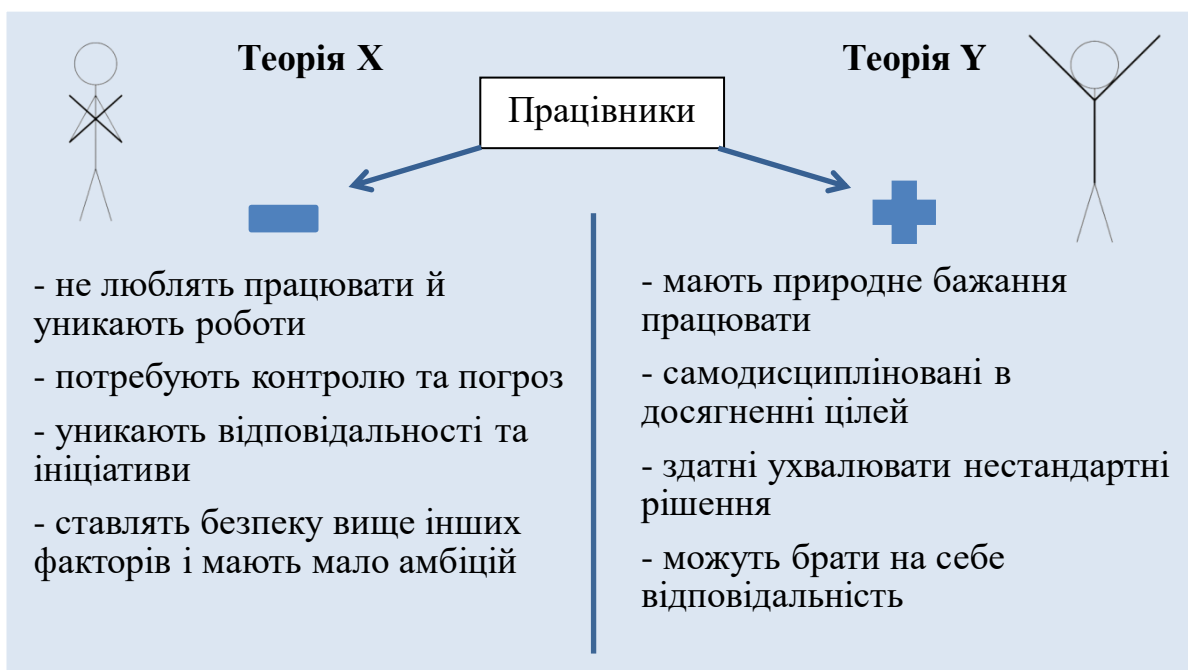 Теорія X
Теорія Y
Працівники
- не люблять працювати й
уникають роботи
- потребують контролю та погроз
- уникають відповідальності та
ініціативи
- ставлять безпеку вище інших
факторів і мають мало амбіцій
- мають природне бажання
працювати
- самодисципліновані в
досягненні цілей
- здатні ухвалювати нестандартні
рішення
- можуть брати на себе
відповідальність